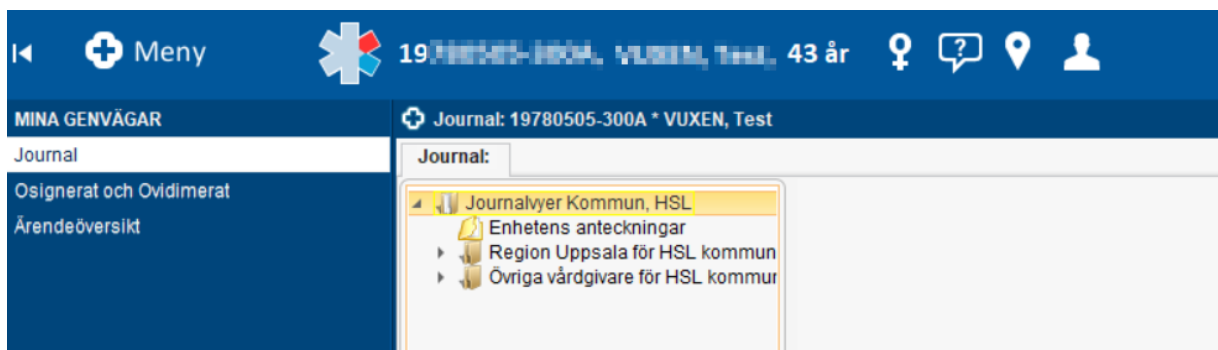 Meny
19 43 år
?
MINA GENVÄGAR
Journal: 19780505-300A * VUXEN, Test
Journal
Journal:
Osignerat och Ovidimerat
Ärendeöversikt
Journalvyer Kommun, HSL
Enhetens anteckningar
Region Uppsala för HSL kommun
Övriga vårdgivare för HSL kommun